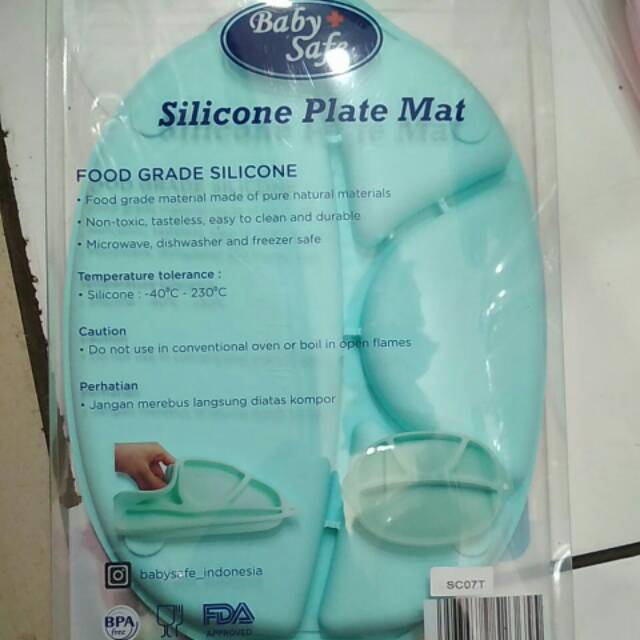 Baby
Safe
Silicone Plate Mat
FOOD GRADE SILICONE
• Food grade material made of pure natural materials
• Non-toxic, tasteless, easy to clean and durable
• Microwave, dishwasher and freezer safe
Temperature tolerance :
• Silicone : -40°C - 230°C
Caution
• Do not use in conventional oven or boil in open flames
Perhatian
• Jangan merebus langsung diatas kompor
babysafe_indonesia
SC07T
BPA
free
FDA
APPROVED